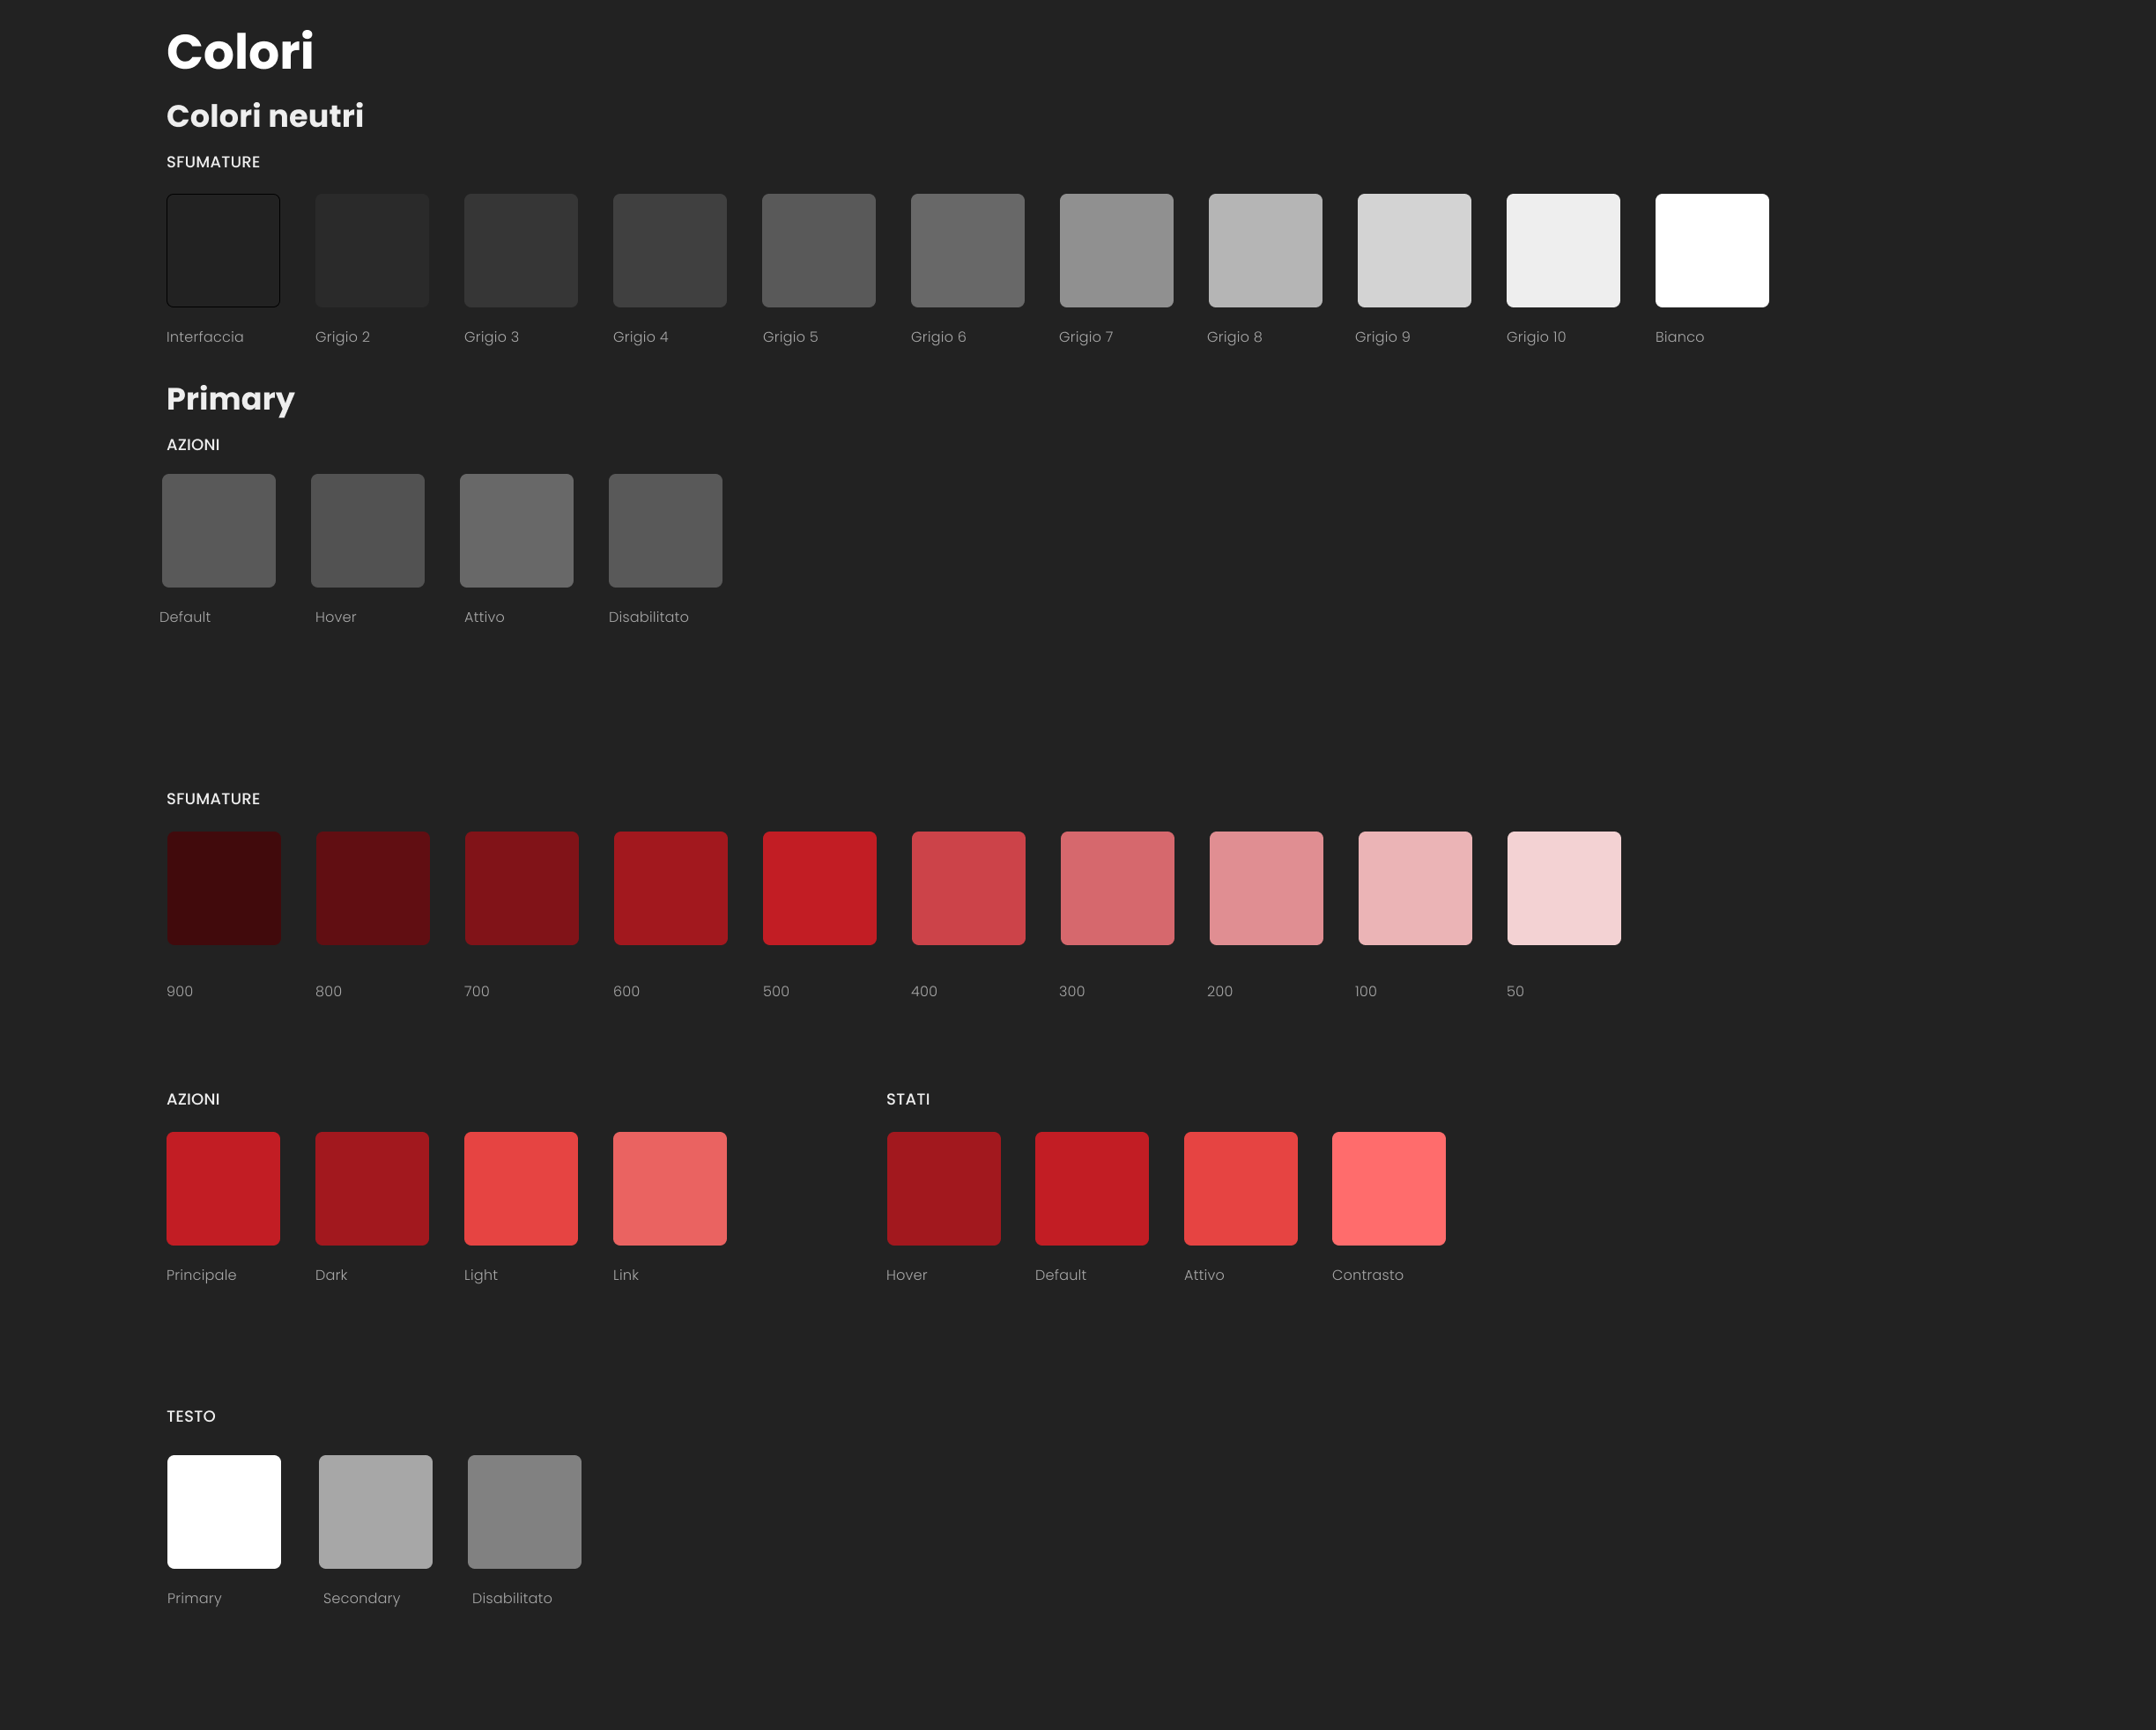 Colori
Colori neutri
SFUMATURE
Interfaccia Grigio 2 Grigio 3 Grigio 4 Grigio 5 Grigio 6 Grigio 7 Grigio 8 Grigio 9 Grigio 10 Bianco
Primary
AZIONI
Default Hover Attivo Disabilitato
SFUMATURE
900 800 700 600 500 400 300 200 100 50
AZIONI STATI
Principale Dark Light Link Hover Default Attivo Contrasto
TESTO
Primary Secondary Disabilitato